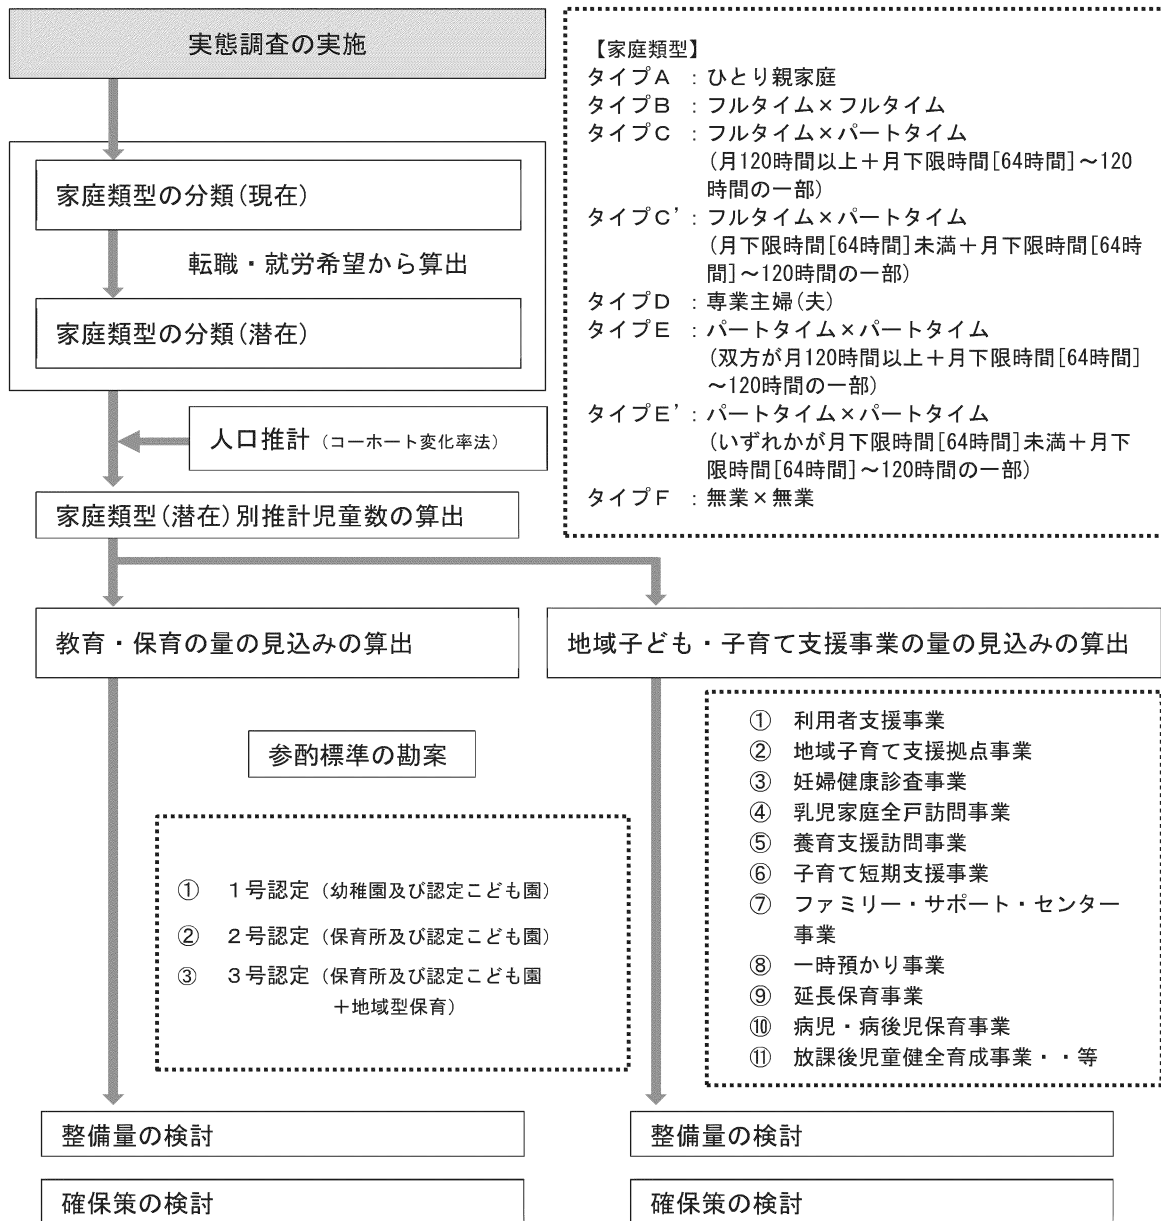 実態調査の実施
家庭類型の分類(現在)
転職・就労希望から算出
家庭類型の分類(潜在)
人口推計（コーホート変化率法）
家庭類型(潜在)別推計児童数の算出
【家庭類型】
タイプＡ ：ひとり親家庭
タイプＢ ：フルタイム×フルタイム
タイプＣ ：フルタイム×パートタイム
(月120時間以上＋月下限時間[64時間]～120
時間の一部)
タイプＣ’：フルタイム×パートタイム
(月下限時間[64時間]未満＋月下限時間[64時
間]～120時間の一部)
タイプＤ ：専業主婦(夫)
タイプＥ ：パートタイム×パートタイム
(双方が月120時間以上＋月下限時間[64時間]
～120時間の一部)
タイプＥ’：パートタイム×パートタイム
(いずれかが月下限時間[64時間]未満＋月下
限時間[64時間]～120時間の一部)
タイプＦ ：無業×無業
教育・保育の量の見込みの算出
参酌標準の勘案
① １号認定（幼稚園及び認定こども園）
② ２号認定（保育所及び認定こども園）
③ ３号認定（保育所及び認定こども園
＋地域型保育）
整備量の検討
確保策の検討
地域子ども・子育て支援事業の量の見込みの算出
① 利用者支援事業
② 地域子育て支援拠点事業
③ 妊婦健康診査事業
④ 乳児家庭全戸訪問事業
⑤ 養育支援訪問事業
⑥ 子育て短期支援事業
⑦ ファミリー・サポート・センター
事業
⑧ 一時預かり事業
⑨ 延長保育事業
⑩ 病児・病後児保育事業
⑪ 放課後児童健全育成事業・・等
整備量の検討
確保策の検討